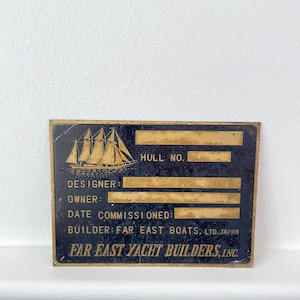 HULL NO.
DESIGNER:
OWNER:
DATE COMMISSIONED:
BUILDER: FAR EAST BOATS, LTD. JAPAN
FAR EAST YACHT BUILDERS, INC.